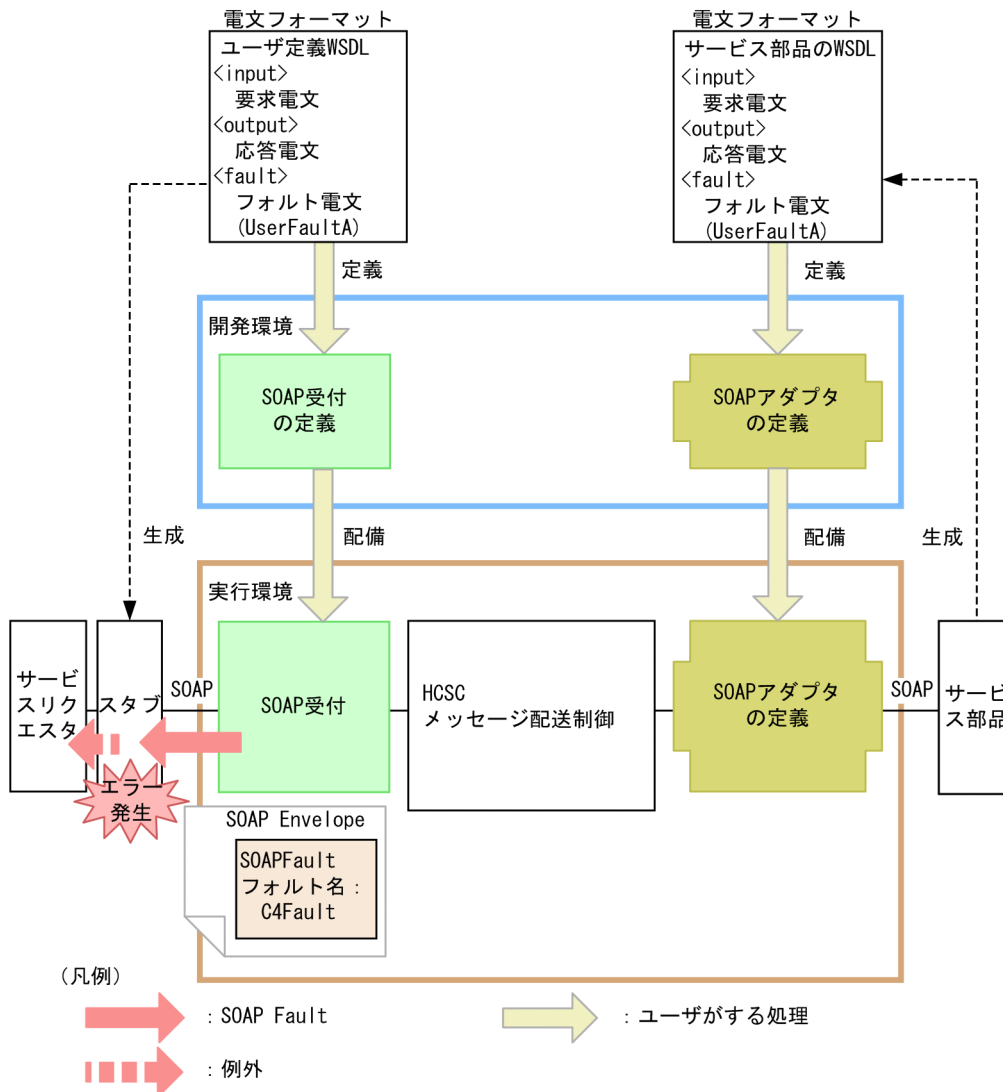 電文フォーマット
ユーザ定義WSDL
<input>
要求電文
<output>
応答電文
<fault>
フォルト電文
(UserFaultA)
電文フォーマット
サービス部品のWSDL
<input>
要求電文
<output>
応答電文
<fault>
フォルト電文
(UserFaultA)
定義
定義
開発環境
SOAP受付
の定義
SOAPアダプタ
の定義
生成
配備
配備
生成
実行環境
サービ
スリク
エスタ
スタブ
SOAP
SOAP受付
HCSC
メッセージ配送制御
SOAPアダプタ
の定義
SOAP
サービ
ス部品
エラー
発生
SOAP Envelope
SOAPFault
フォルト名：
C4Fault
（凡例）
：SOAP Fault
：ユーザがする処理
：例外